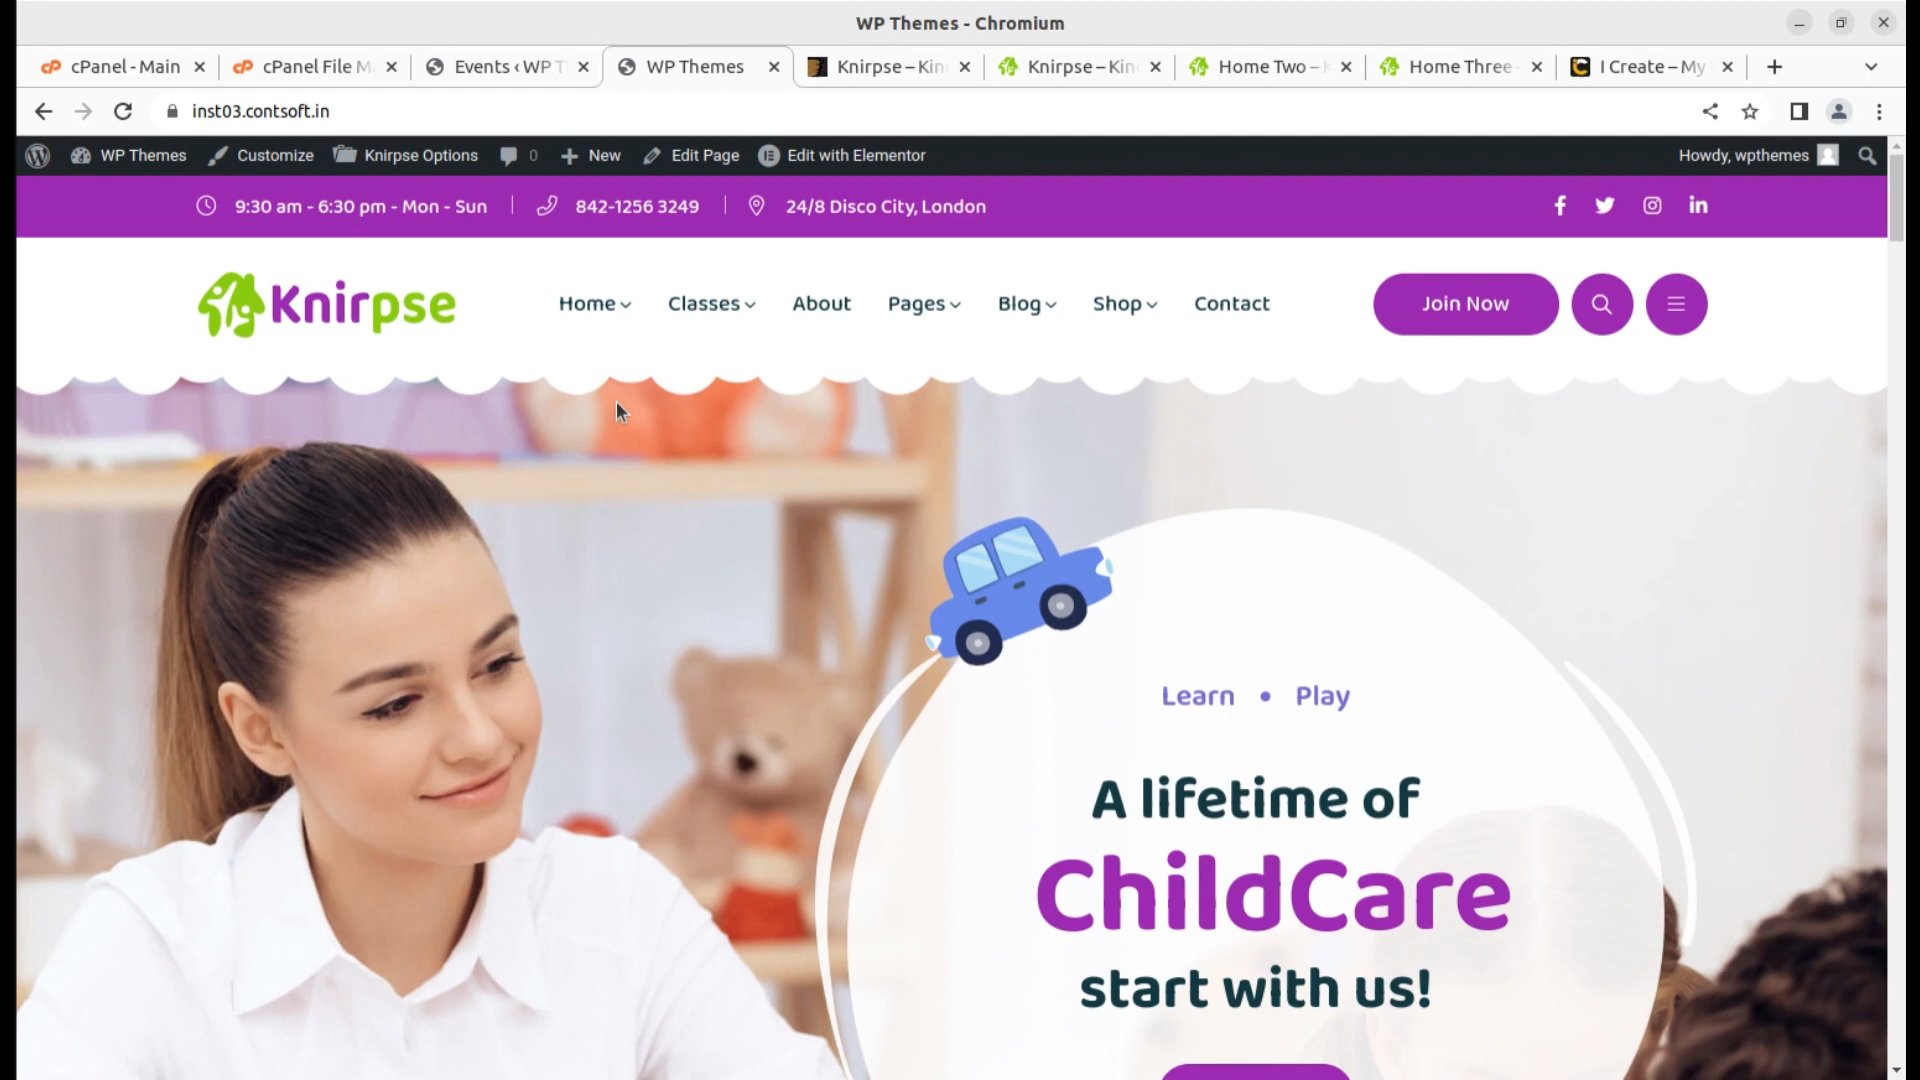 WP Themes - Chromium
cPanel - Main
cPanel File M
Events ‹ WP T
WP Themes
Knirpse – Kin
Knirpse – Kin
Home Two –
Home Three
I Create – My
inst03.contsoft.in
WP Themes
Customize
Knirpse Options
0
New
Edit Page
Edit with Elementor
Howdy, wpthemes
9:30 am - 6:30 pm - Mon - Sun
842-1256 3249
24/8 Disco City, London
Knirpse
Home
Classes
About
Pages
Blog
Shop
Contact
Join Now
Learn • Play
A lifetime of
ChildCare
start with us!